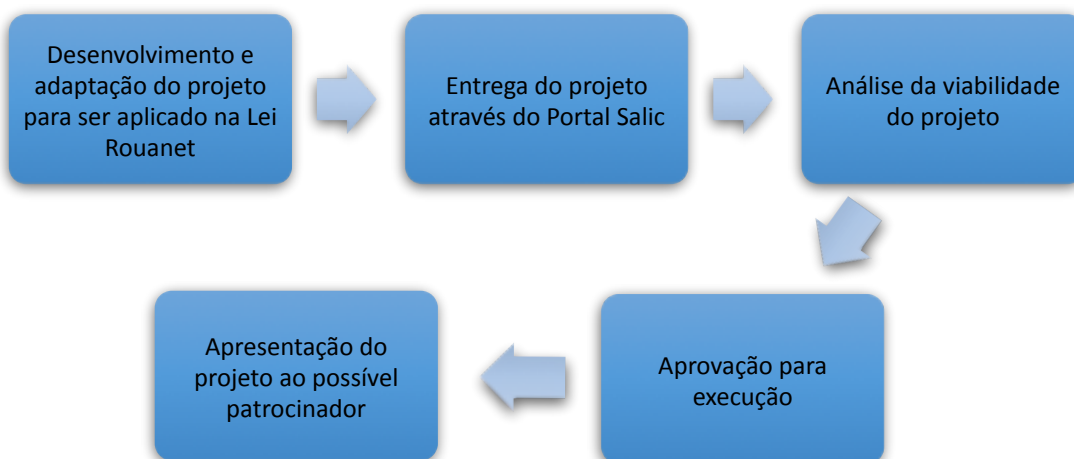 Desenvolvimento e
adaptação do projeto
para ser aplicado na Lei
Rouanet
Entrega do projeto
através do Portal Salic
Análise da viabilidade
do projeto
Aprovação para
execução
Apresentação do
projeto ao possível
patrocinador